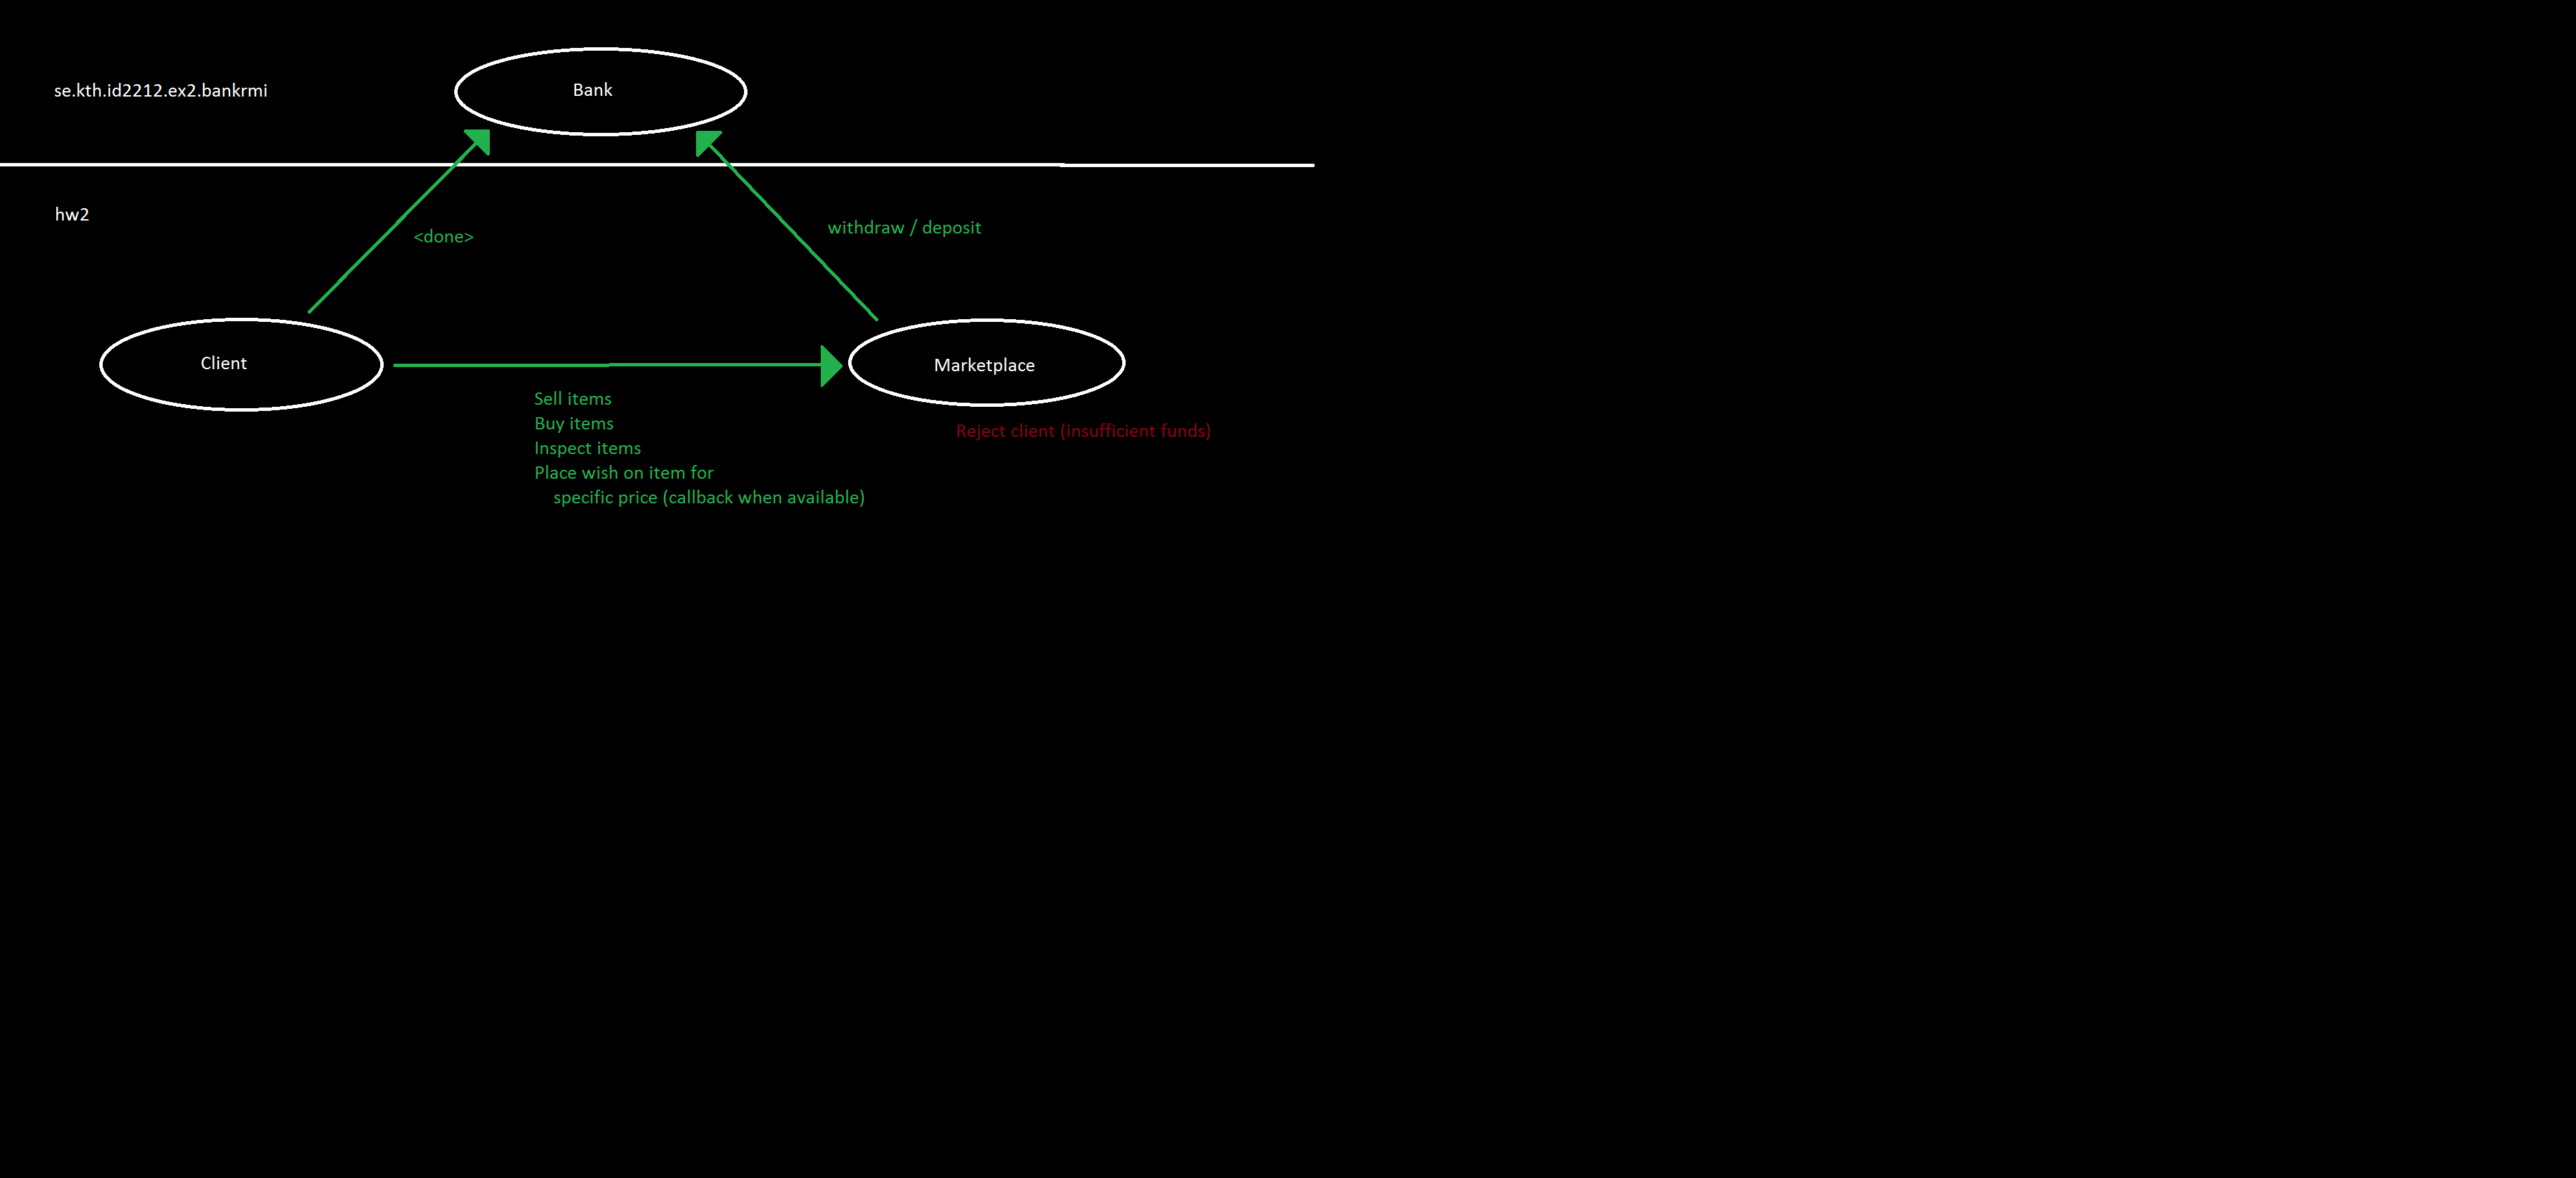 se.kth.id2212.ex2.bankrmi
Bank
hw2
<done>
withdraw / deposit
Client
Marketplace
Sell items
Buy items
Inspect items
Place wish on item for
specific price (callback when available)
Reject client (insufficient funds)